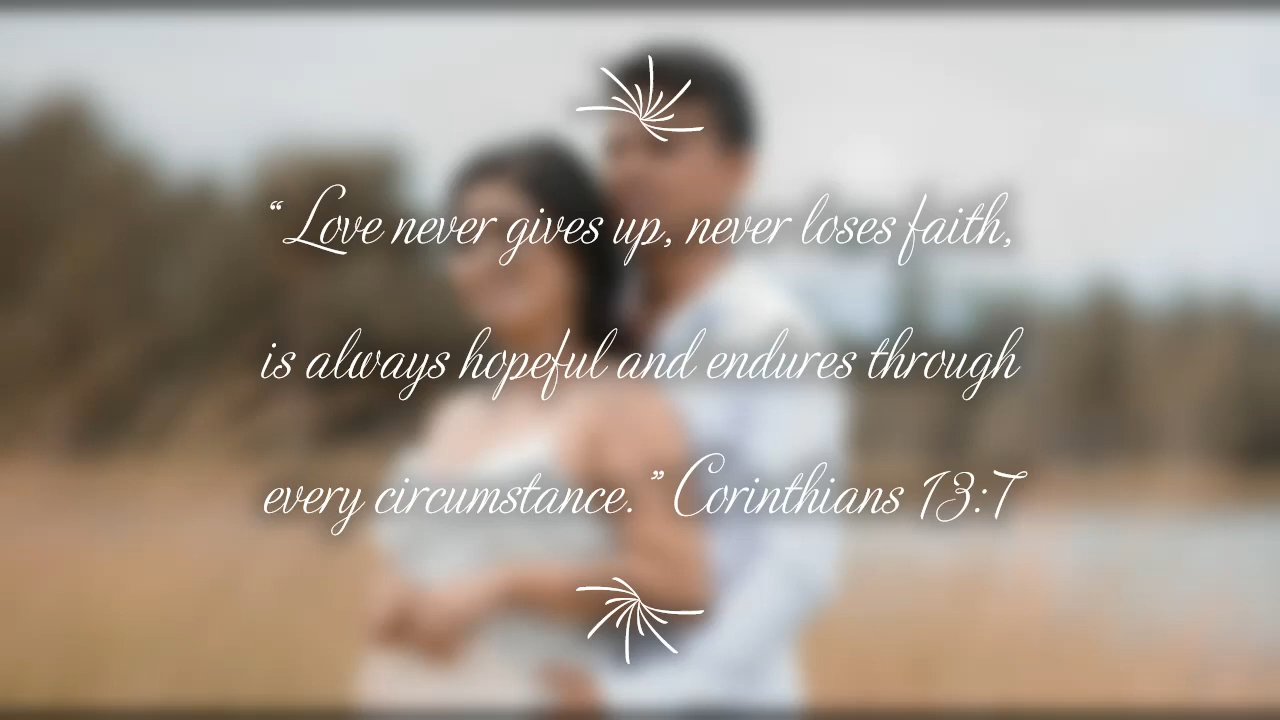 “ Love never gives up, never loses faith,
is always hopeful and endures through
every circumstance. ” Corinthians 13:7